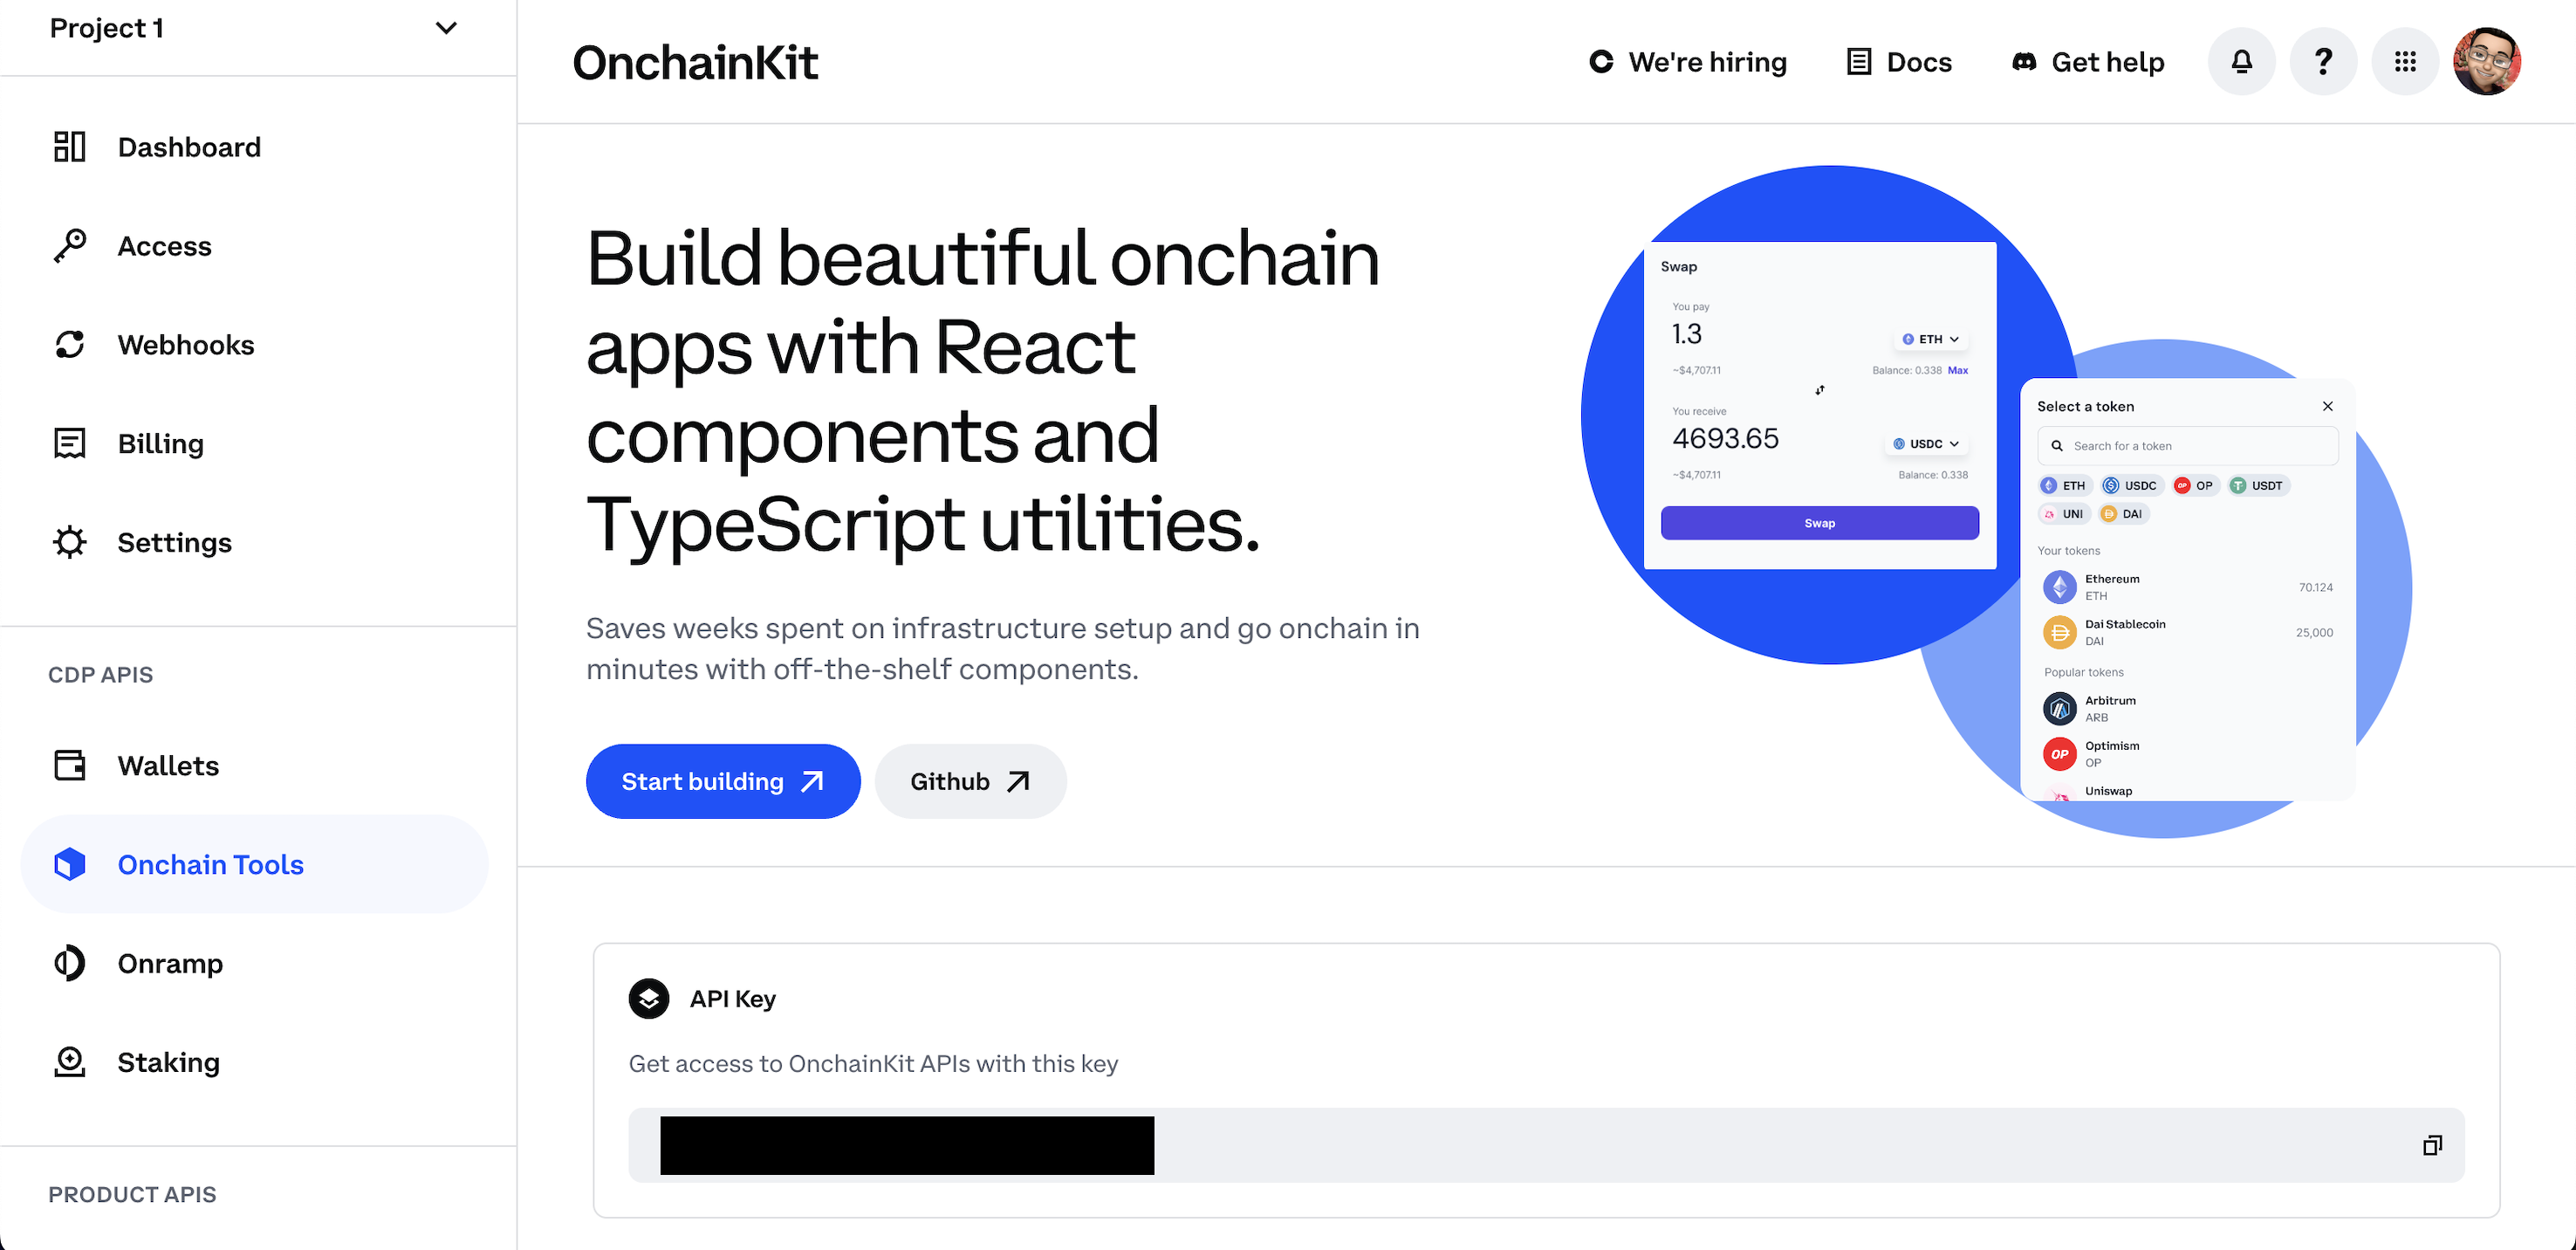 Project 1
Dashboard
Access
Webhooks
Billing
Settings
CDP APIS
Wallets
Onchain Tools
Onramp
Staking
PRODUCT APIS
OnchainKit
We're hiring
Docs
Get help
Build beautiful onchain
apps with React
components and
TypeScript utilities.
Saves weeks spent on infrastructure setup and go onchain in
minutes with off-the-shelf components.
Start building
Github
Swap
You pay
1.3
ETH
~$4,707.11
Balance: 0.338 Max
You receive
4693.65
USDC
~$4,707.11
Balance: 0.338
Swap
Select a token
Search for a token
ETH USDC OP USDT
UNI DAI
Your tokens
Ethereum
ETH
70.124
Dai Stablecoin
DAI
25,000
Popular tokens
Arbitrum
ARB
OP
Optimism
OP
Uniswap
API Key
Get access to OnchainKit APIs with this key